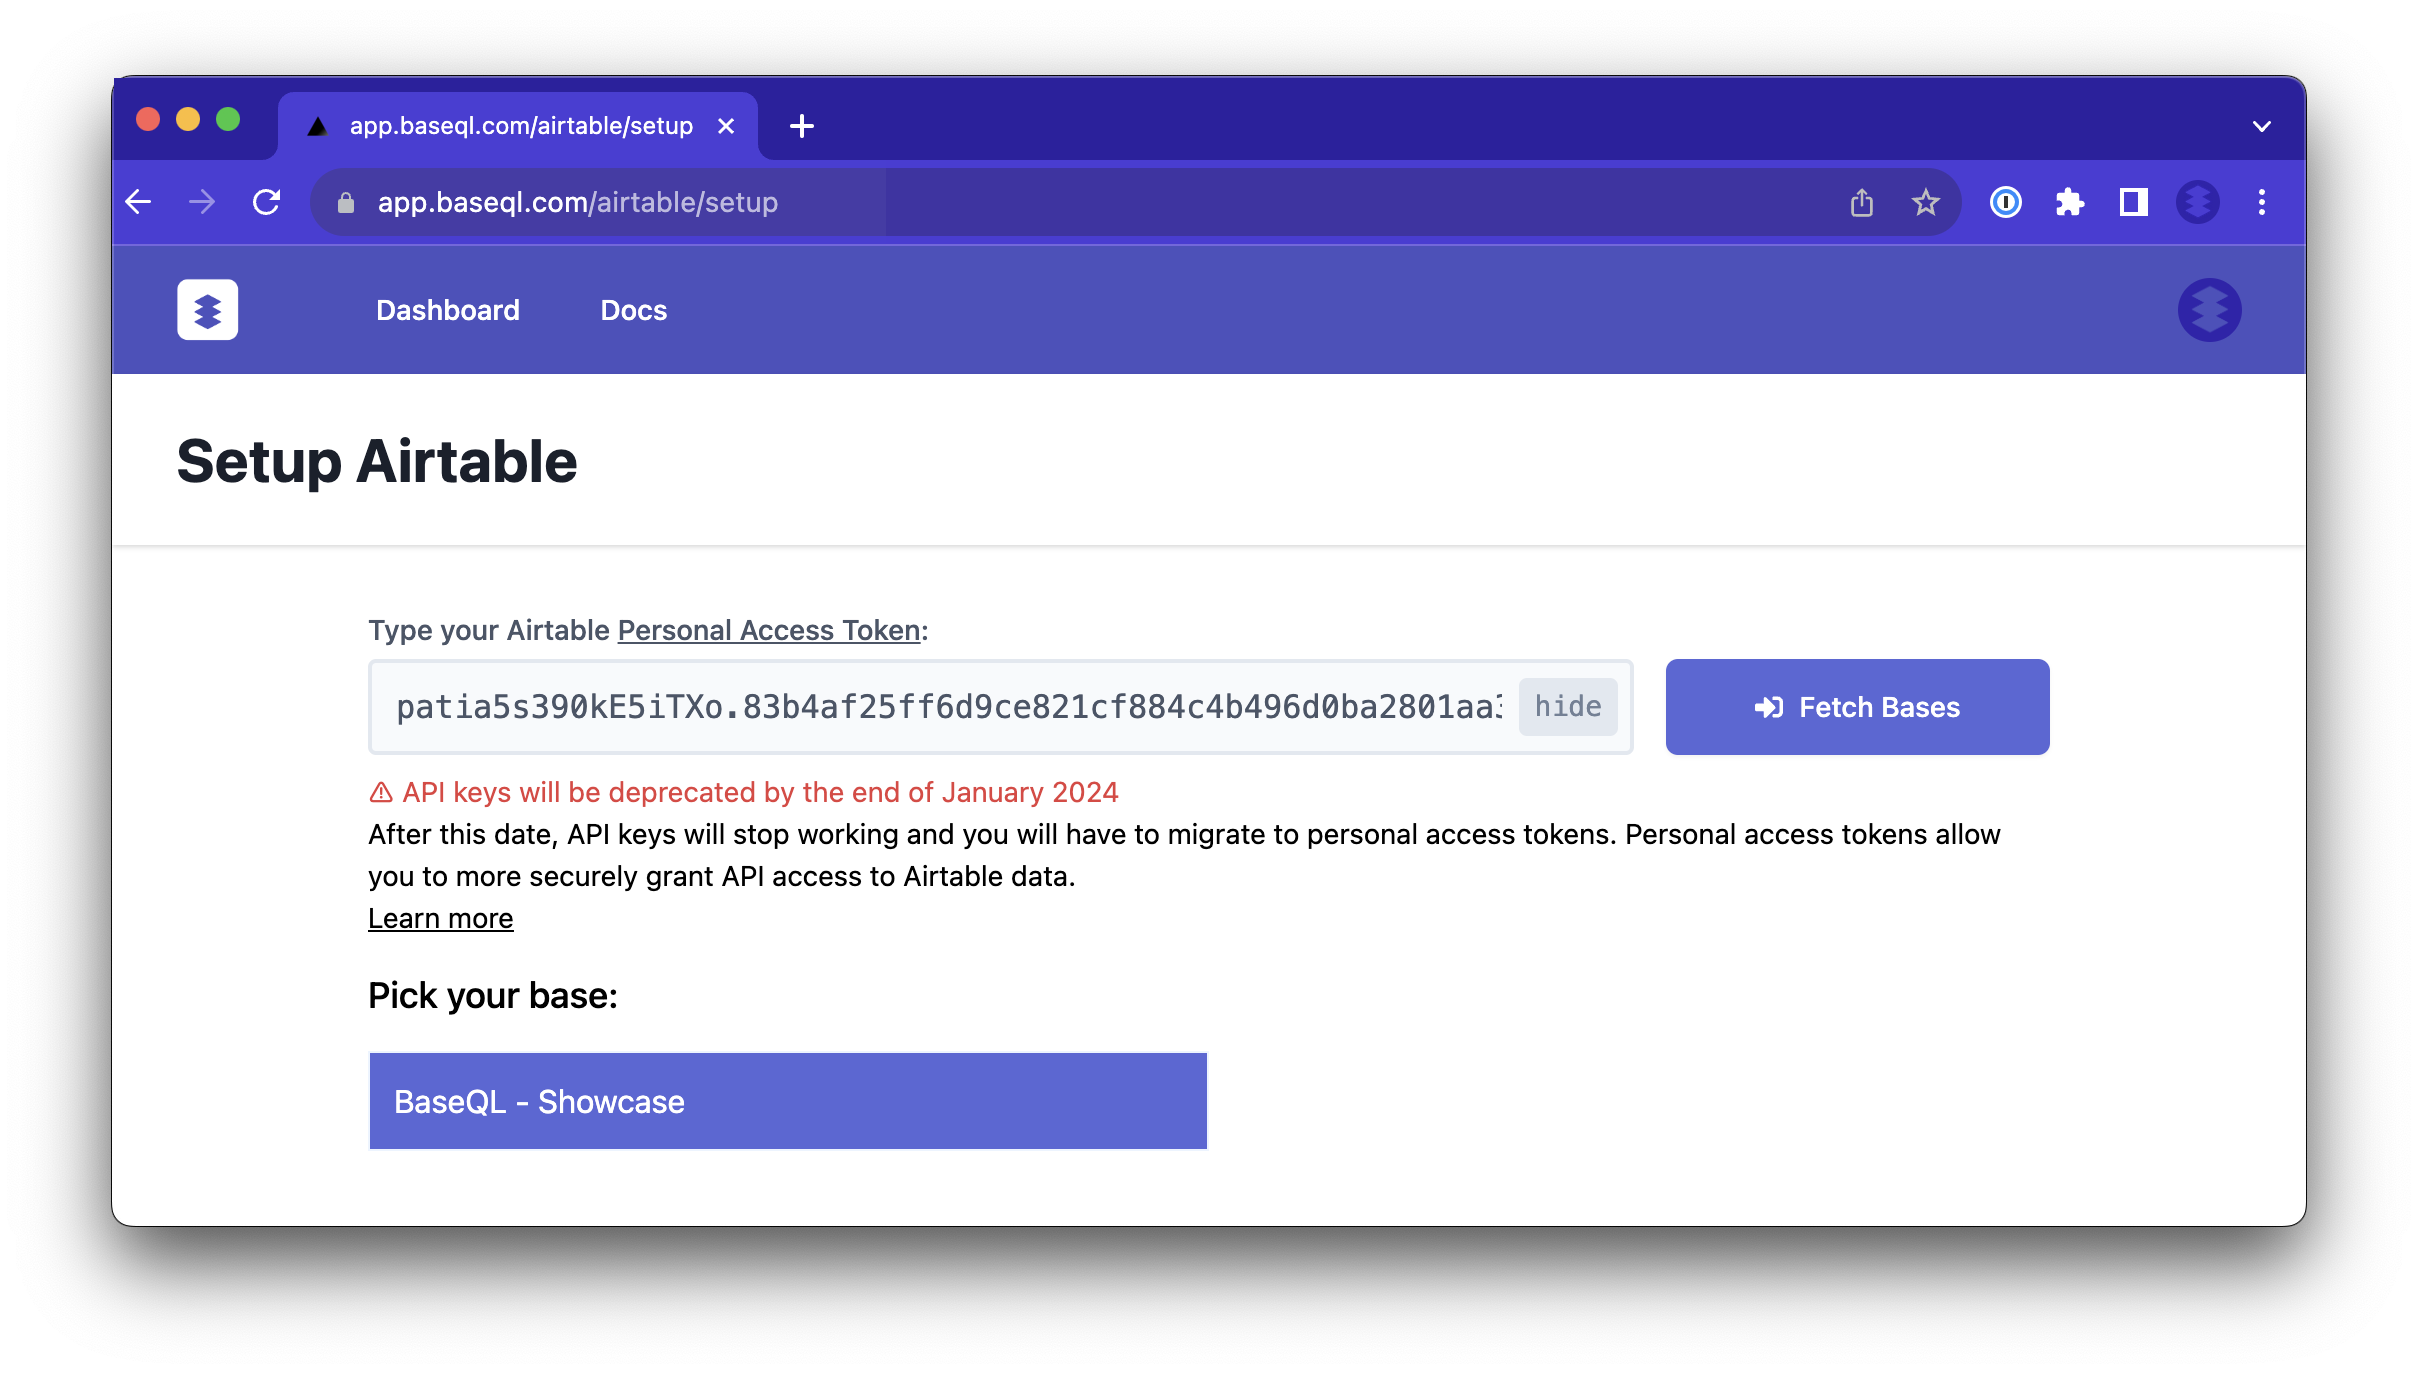 app.baseql.com/airtable/setup
app.baseql.com/airtable/setup
Dashboard Docs
Setup Airtable
Type your Airtable Personal Access Token:
patia5s390kE5iTXo.83b4af25ff6d9ce821cf884c4b496d0ba2801aa3 hide Fetch Bases
API keys will be deprecated by the end of January 2024
After this date, API keys will stop working and you will have to migrate to personal access tokens. Personal access tokens allow
you to more securely grant API access to Airtable data.
Learn more
Pick your base:
BaseQL - Showcase